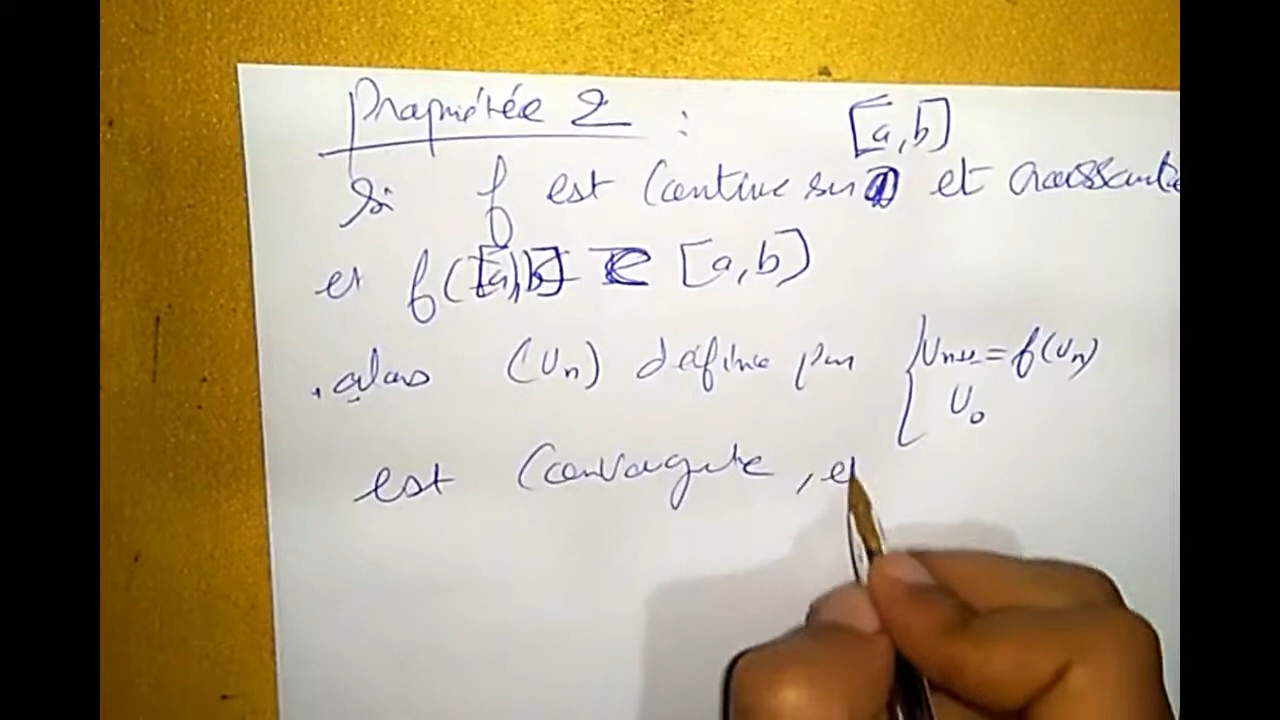 Propriétée 2 :
[a,b]
Si f est continue sur et croissante
et f([a,b]) ⊂ [a,b]
alors (Un) définie par { Un+1 = f(Un)
U0
est Convergente, et